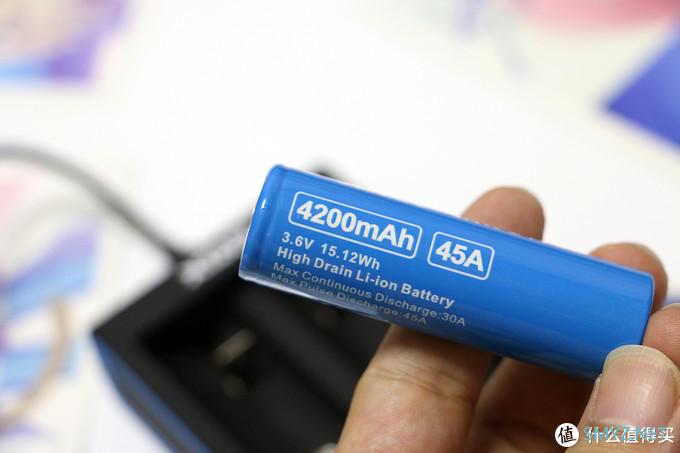 4200mAh 45A
3.6V 15.12Wh
High Drain Li-ion Battery
Max Continuous Discharge:30A
Max Pulse Discharge:45A
值 什么值得买